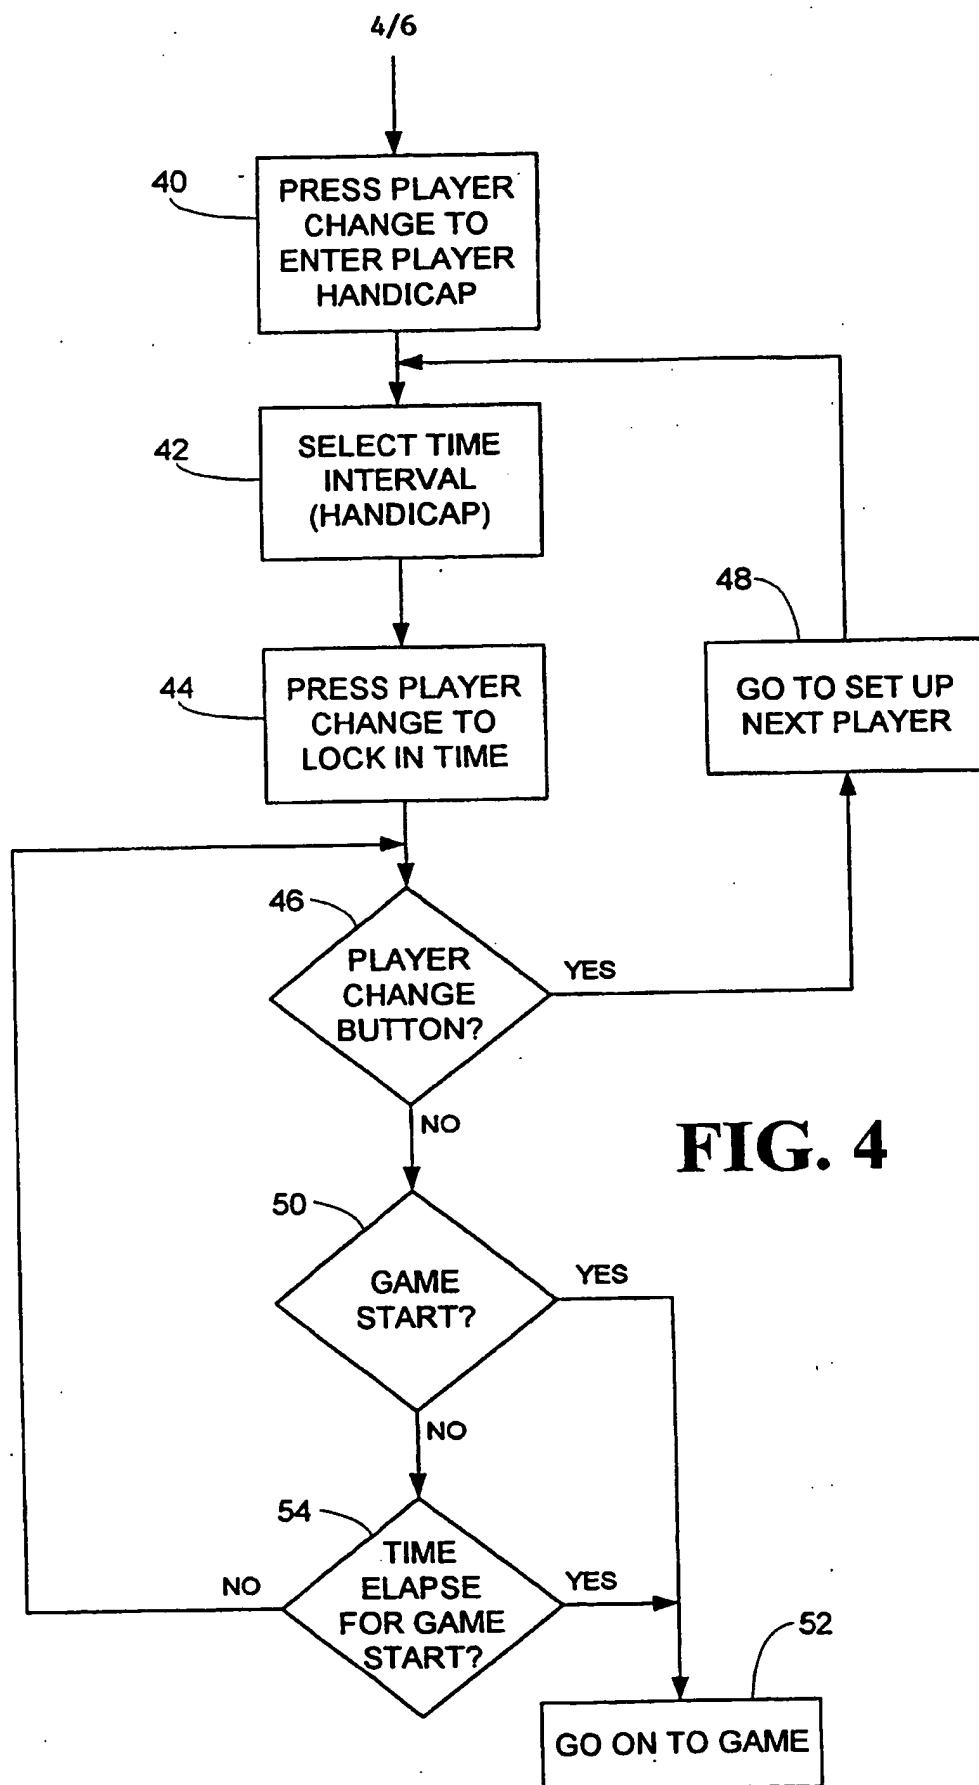 4/6
40
PRESS PLAYER
CHANGE TO
ENTER PLAYER
HANDICAP
42
SELECT TIME
INTERVAL
(HANDICAP)
48
GO TO SET UP
NEXT PLAYER
44
PRESS PLAYER
CHANGE TO
LOCK IN TIME
46
PLAYER
CHANGE
BUTTON?
YES
NO
FIG. 4
50
GAME
START?
YES
NO
54
TIME
ELAPSE
FOR GAME
START?
NO
YES
52
GO ON TO GAME